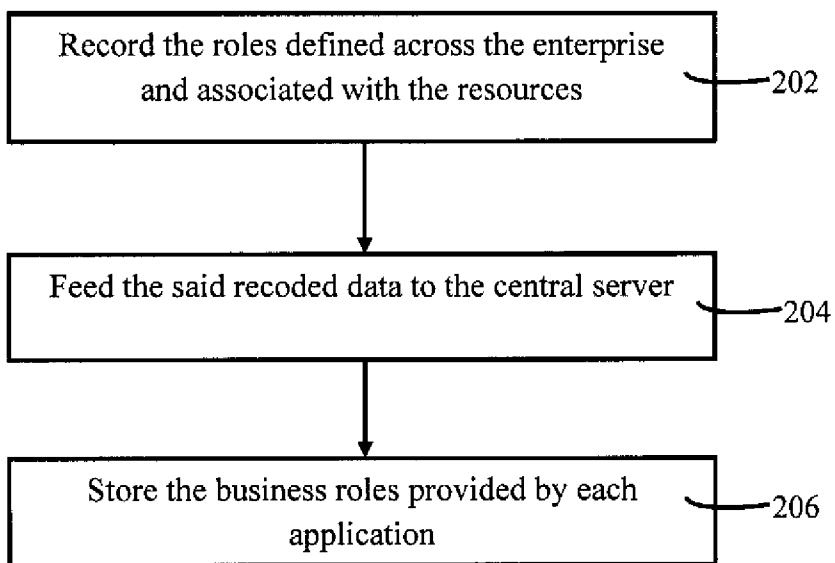 Record the roles defined across the enterprise
and associated with the resources
202
Feed the said recoded data to the central server
204
Store the business roles provided by each
application
206